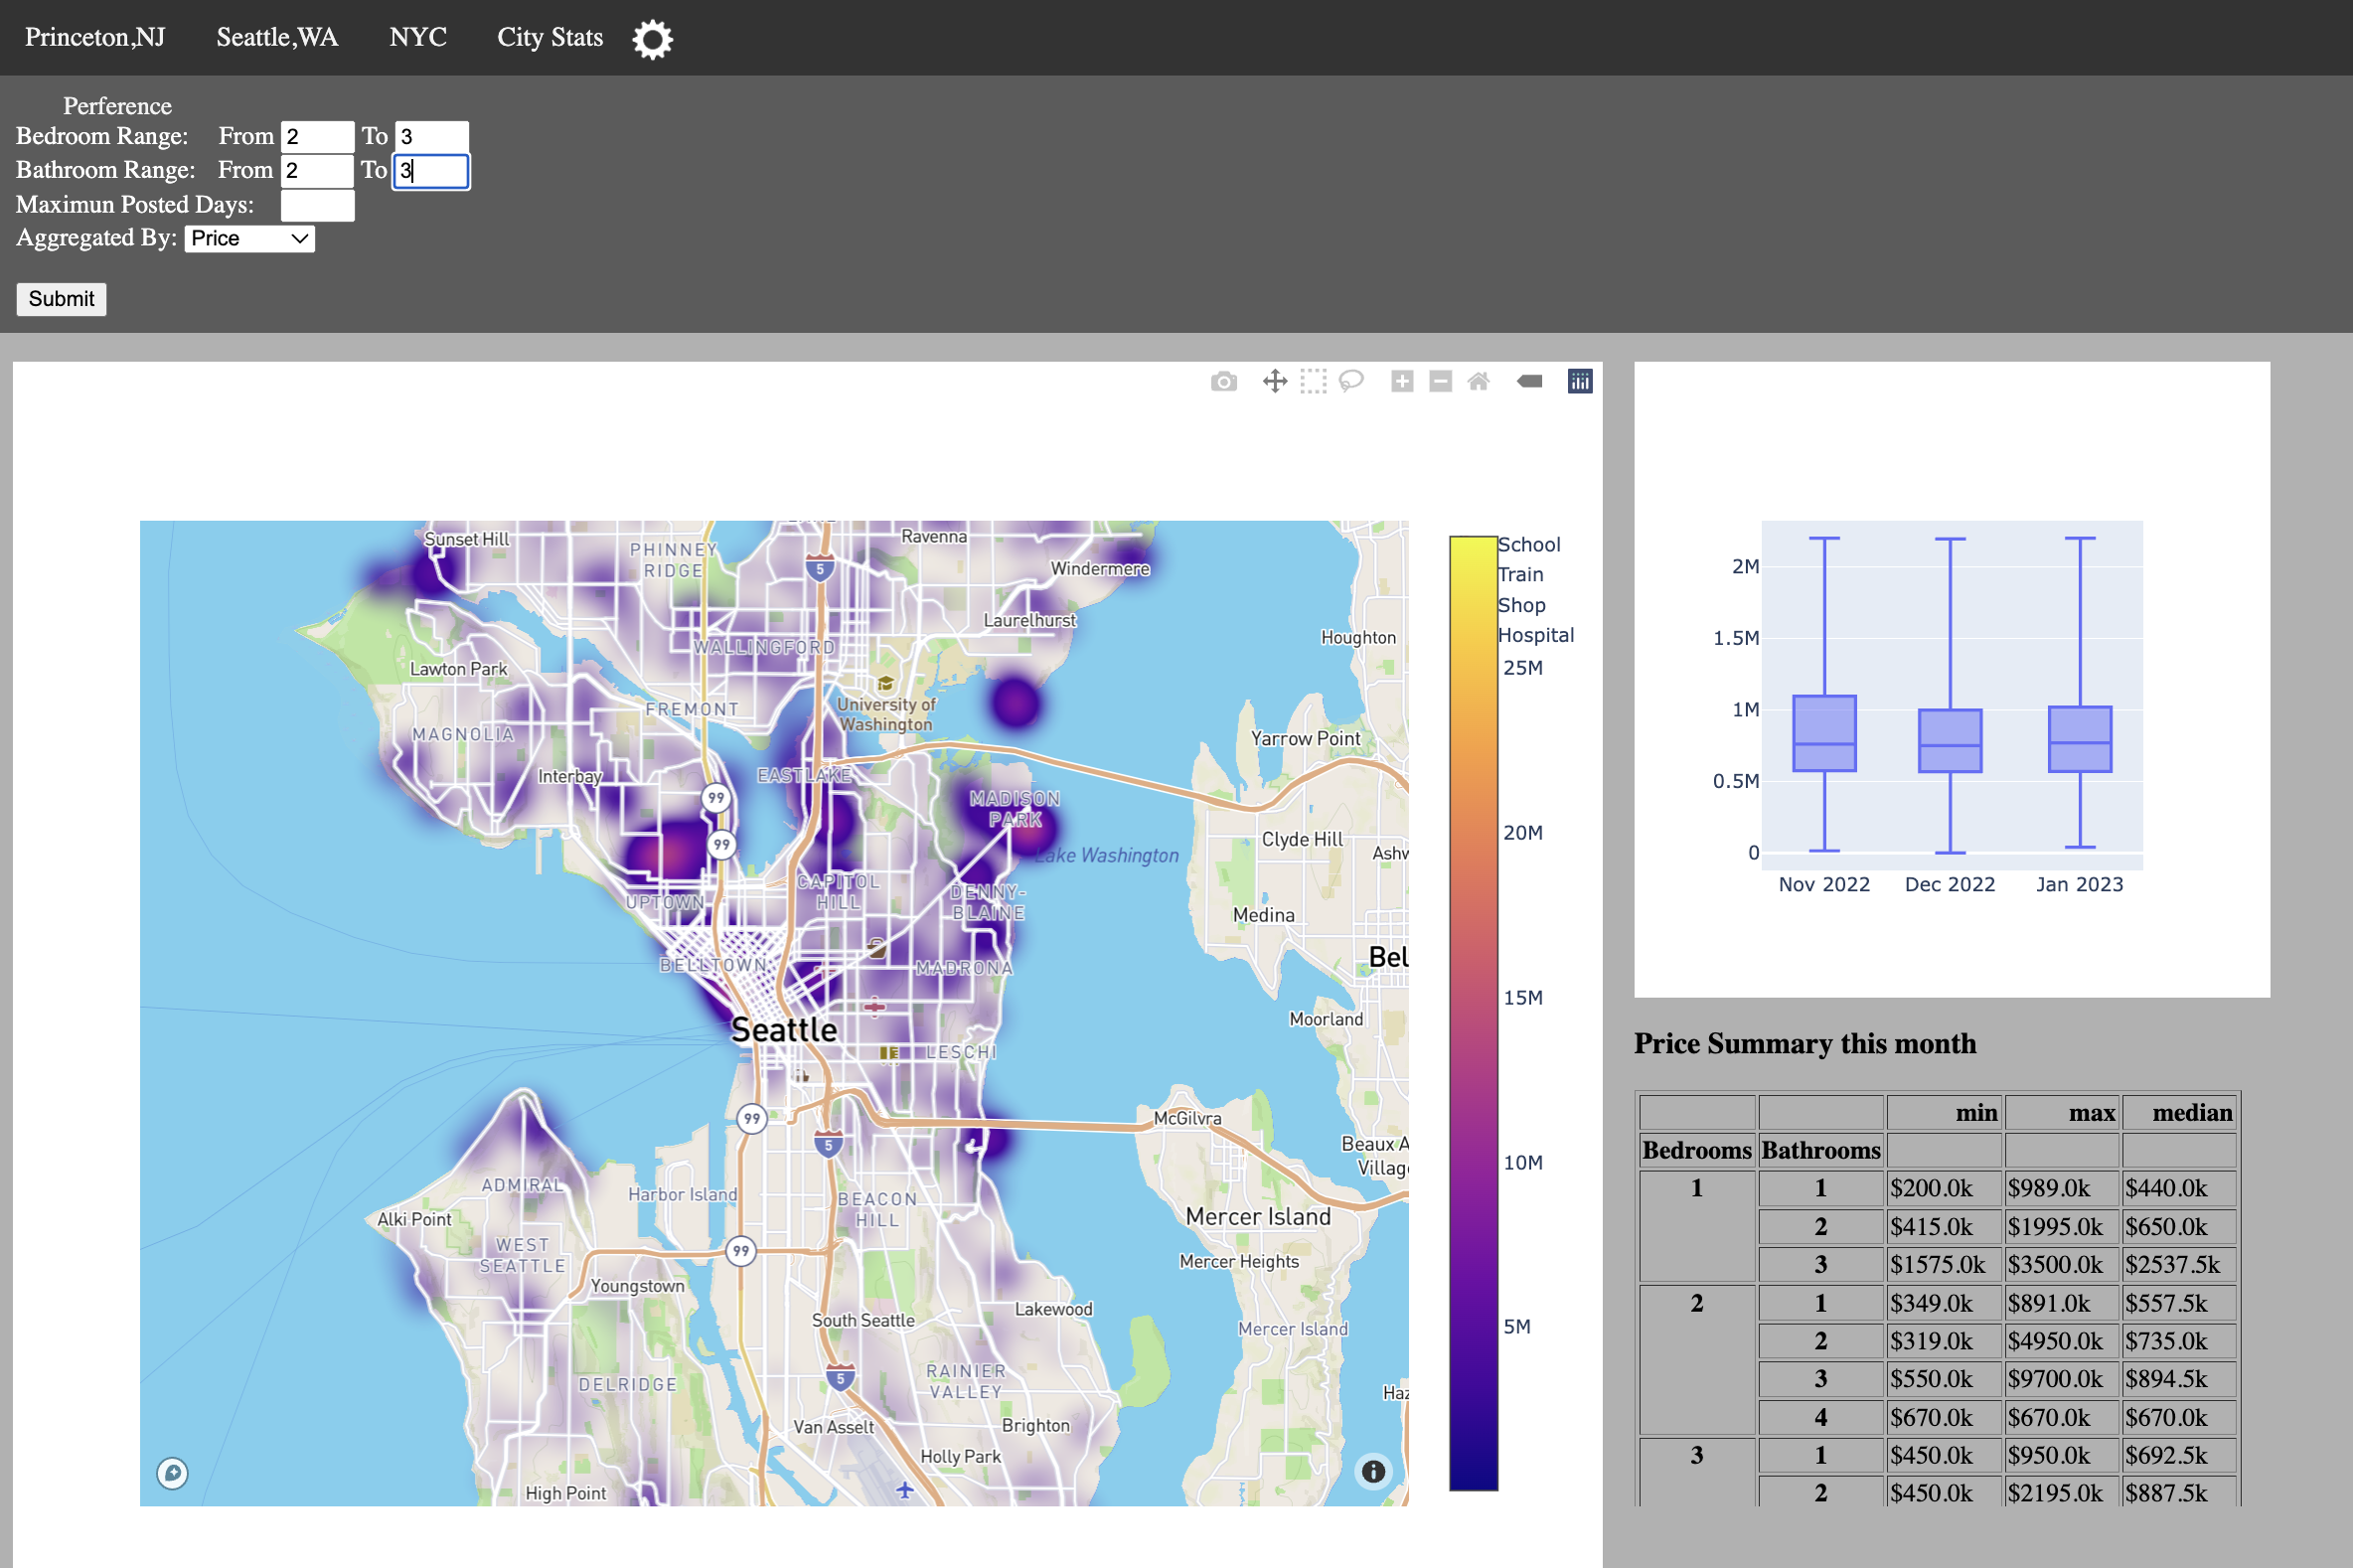 Princeton,NJ Seattle,WA NYC City Stats
Perference
Bedroom Range: From 2 To 3
Bathroom Range: From 2 To 3
Maximun Posted Days:
Aggregated By: Price
Submit
Sunset Hill
PHINNEY
RIDGE
5
Ravenna
Windermere
Laurelhurst
Houghton
WALLINGFORD
Lawton Park
University of
Washington
FREMONT
MAGNOLIA
Yarrow Point
Interbay
EASTLAKE
99
MADISON
PARK
99
Clyde Hill
Lake Washington
Ashw
CAPITOL
HILL
UPTOWN
DENNY-
BLAINE
Medina
BELLTOWN
MADRONA
Bel
Seattle
Moorland
LESCHI
99
McGilvra
5
Beaux A
Village
ADMIRAL
Harbor Island
BEACON
HILL
Alki Point
Mercer Island
WEST
SEATTLE
99
Mercer Heights
Youngstown
Lakewood
South Seattle
Mercer Island
5
RAINIER
VALLEY
DELRIDGE
Haz
Van Asselt
Brighton
Holly Park
High Point
School
Train
Shop
Hospital
25M
20M
15M
10M
5M
2M
1.5M
1M
0.5M
0
Nov 2022 Dec 2022 Jan 2023
Price Summary this month
min max median
Bedrooms Bathrooms
1 1 $200.0k $989.0k $440.0k
2 $415.0k $1995.0k $650.0k
3 $1575.0k $3500.0k $2537.5k
2 1 $349.0k $891.0k $557.5k
2 $319.0k $4950.0k $735.0k
3 $550.0k $9700.0k $894.5k
4 $670.0k $670.0k $670.0k
3 1 $450.0k $950.0k $692.5k
2 $450.0k $2195.0k $887.5k